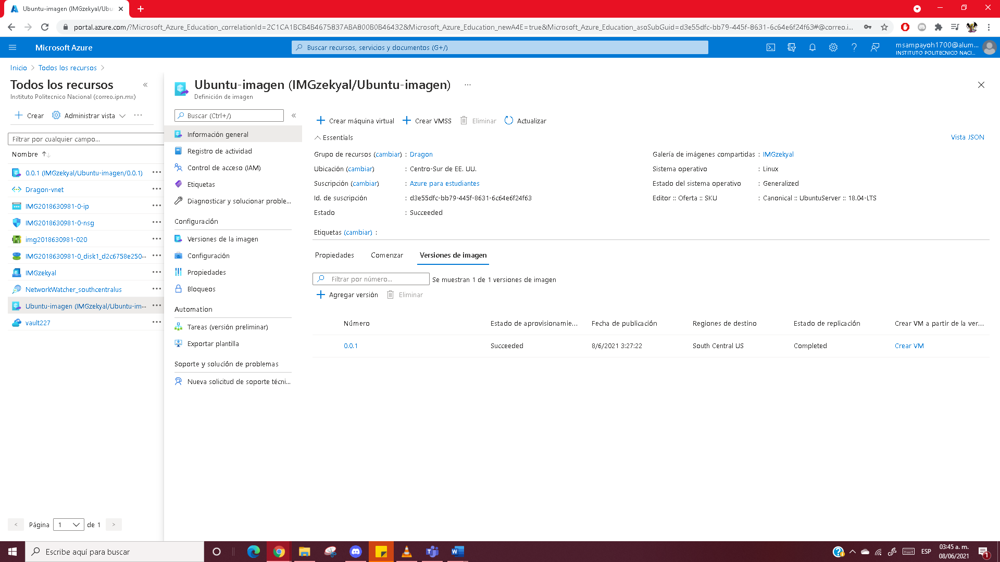 Ubuntu-imagen (IMGzekyal/Ubu
portal.azure.com/?Microsoft_Azure_Education_correlationId=2C1CA1BCB4B4675837ABA800B0B46432&Microsoft_Azure_Education_newA4E=true&Microsoft_Azure_Education_asoSubGuid=d3e55dfc-bb79-445f-8631-6c64e6f24f63#@correo.i...
Microsoft Azure
Buscar recursos, servicios y documentos (G+/)
msampayoh1700@alum...
INSTITUTO POLITECNICO NACI...
Inicio > Todos los recursos >
Todos los recursos
Instituto Politecnico Nacional (correo.ipn.mx)
Crear
Administrar vista
Filtrar por cualquier campo...
Nombre
0.0.1 (IMGzekyal/Ubuntu-imagen/0.0.1)
Dragon-vnet
IMG2018630981-0-ip
IMG2018630981-0-nsg
img2018630981-020
IMG2018630981-0_disk1_d2c6758e250...
IMGzekyal
NetworkWatcher_southcentralus
Ubuntu-imagen (IMGzekyal/Ubuntu-im...
vault227
< Página 1 de 1 >
Ubuntu-imagen (IMGzekyal/Ubuntu-imagen) ...
Definición de imagen
Buscar (Ctrl+/)
Información general
Registro de actividad
Control de acceso (IAM)
Etiquetas
Diagnosticar y solucionar proble...
Configuración
Versiones de la imagen
Configuración
Propiedades
Bloqueos
Automation
Tareas (versión preliminar)
Exportar plantilla
Soporte y solución de problemas
Nueva solicitud de soporte técni...
Crear máquina virtual
Crear VMSS
Eliminar
Actualizar
Essentials
Vista JSON
Grupo de recursos (cambiar) : Dragon
Ubicación (cambiar) : Centro-Sur de EE. UU.
Suscripción (cambiar) : Azure para estudiantes
Id. de suscripción : d3e55dfc-bb79-445f-8631-6c64e6f24f63
Estado : Succeeded
Galería de imágenes compartidas : IMGzekyal
Sistema operativo : Linux
Estado del sistema operativo : Generalized
Editor :: Oferta :: SKU : Canonical :: UbuntuServer :: 18.04-LTS
Etiquetas (cambiar) :
Propiedades Comenzar Versiones de imagen
Filtrar por número...
Se muestran 1 de 1 versiones de imagen
Agregar versión
Eliminar
Número Estado de aprovisionamie... Fecha de publicación Regiones de destino Estado de replicación Crear VM a partir de la ver...
0.0.1 Succeeded 8/6/2021 3:27:22 South Central US Completed Crear VM
Escribe aquí para buscar
ESP
03:45 a. m.
08/06/2021
1